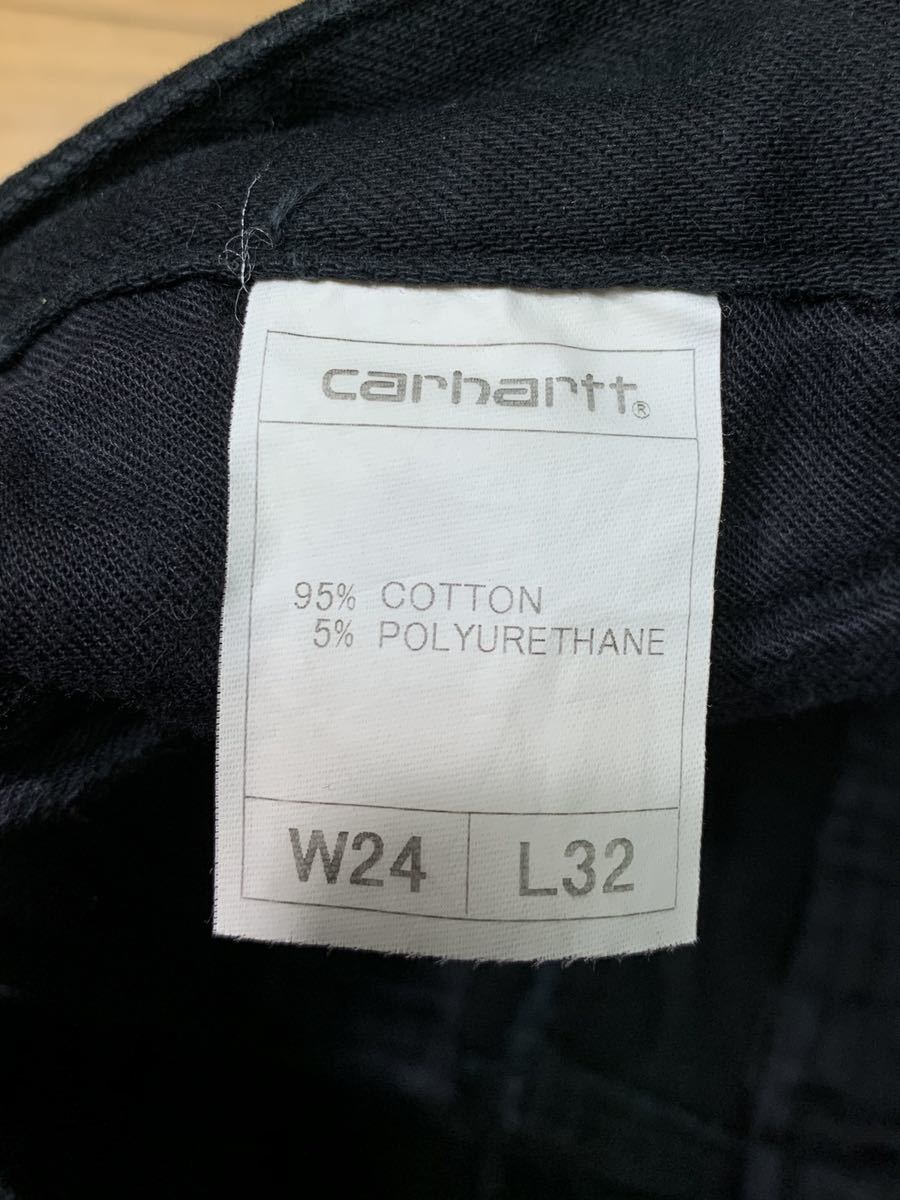 carhartt®
95% COTTON
5% POLYURETHANE
W24 L32